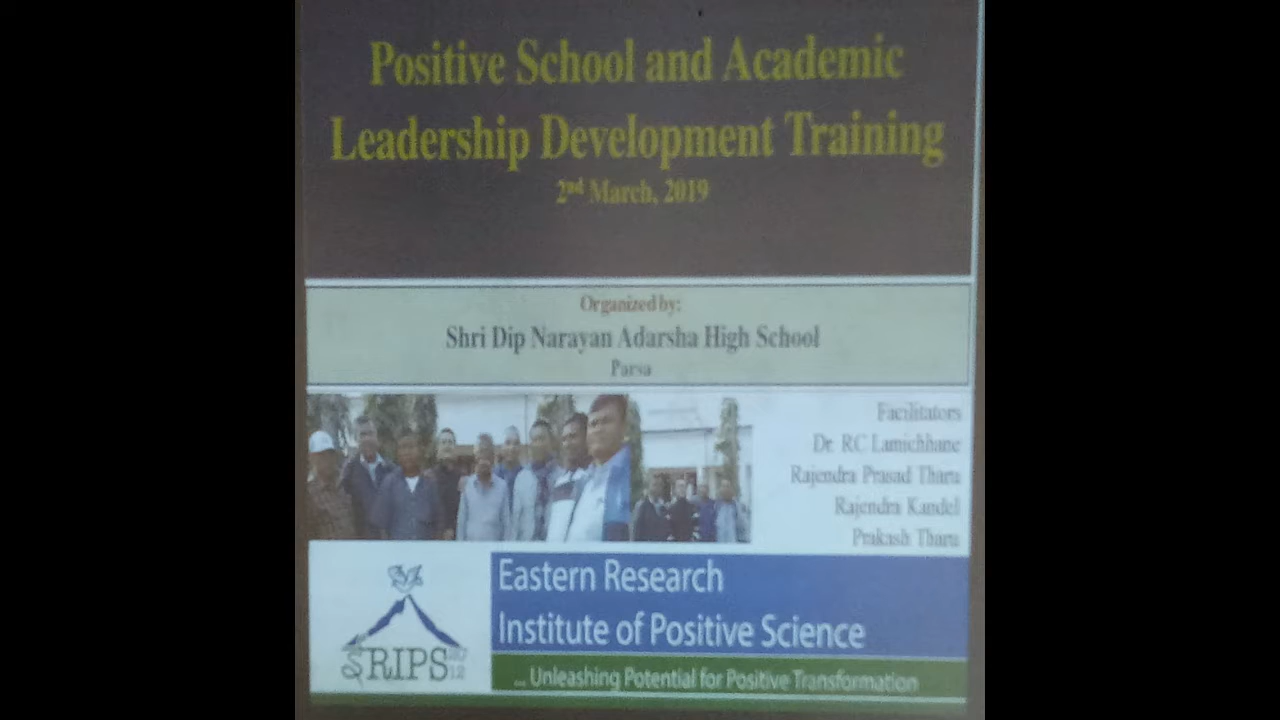 Positive School and Academic
Leadership Development Training
2nd March, 2019
Organized by:
Shri Dip Narayan Adarsha High School
Parsa
Facilitators
Dr. RC Lamichhane
Rajendra Prasad Tharu
Rajendra Kandel
Prakash Tharu
Eastern Research
Institute of Positive Science
RIPS
12
... Unleashing Potential for Positive Transformation